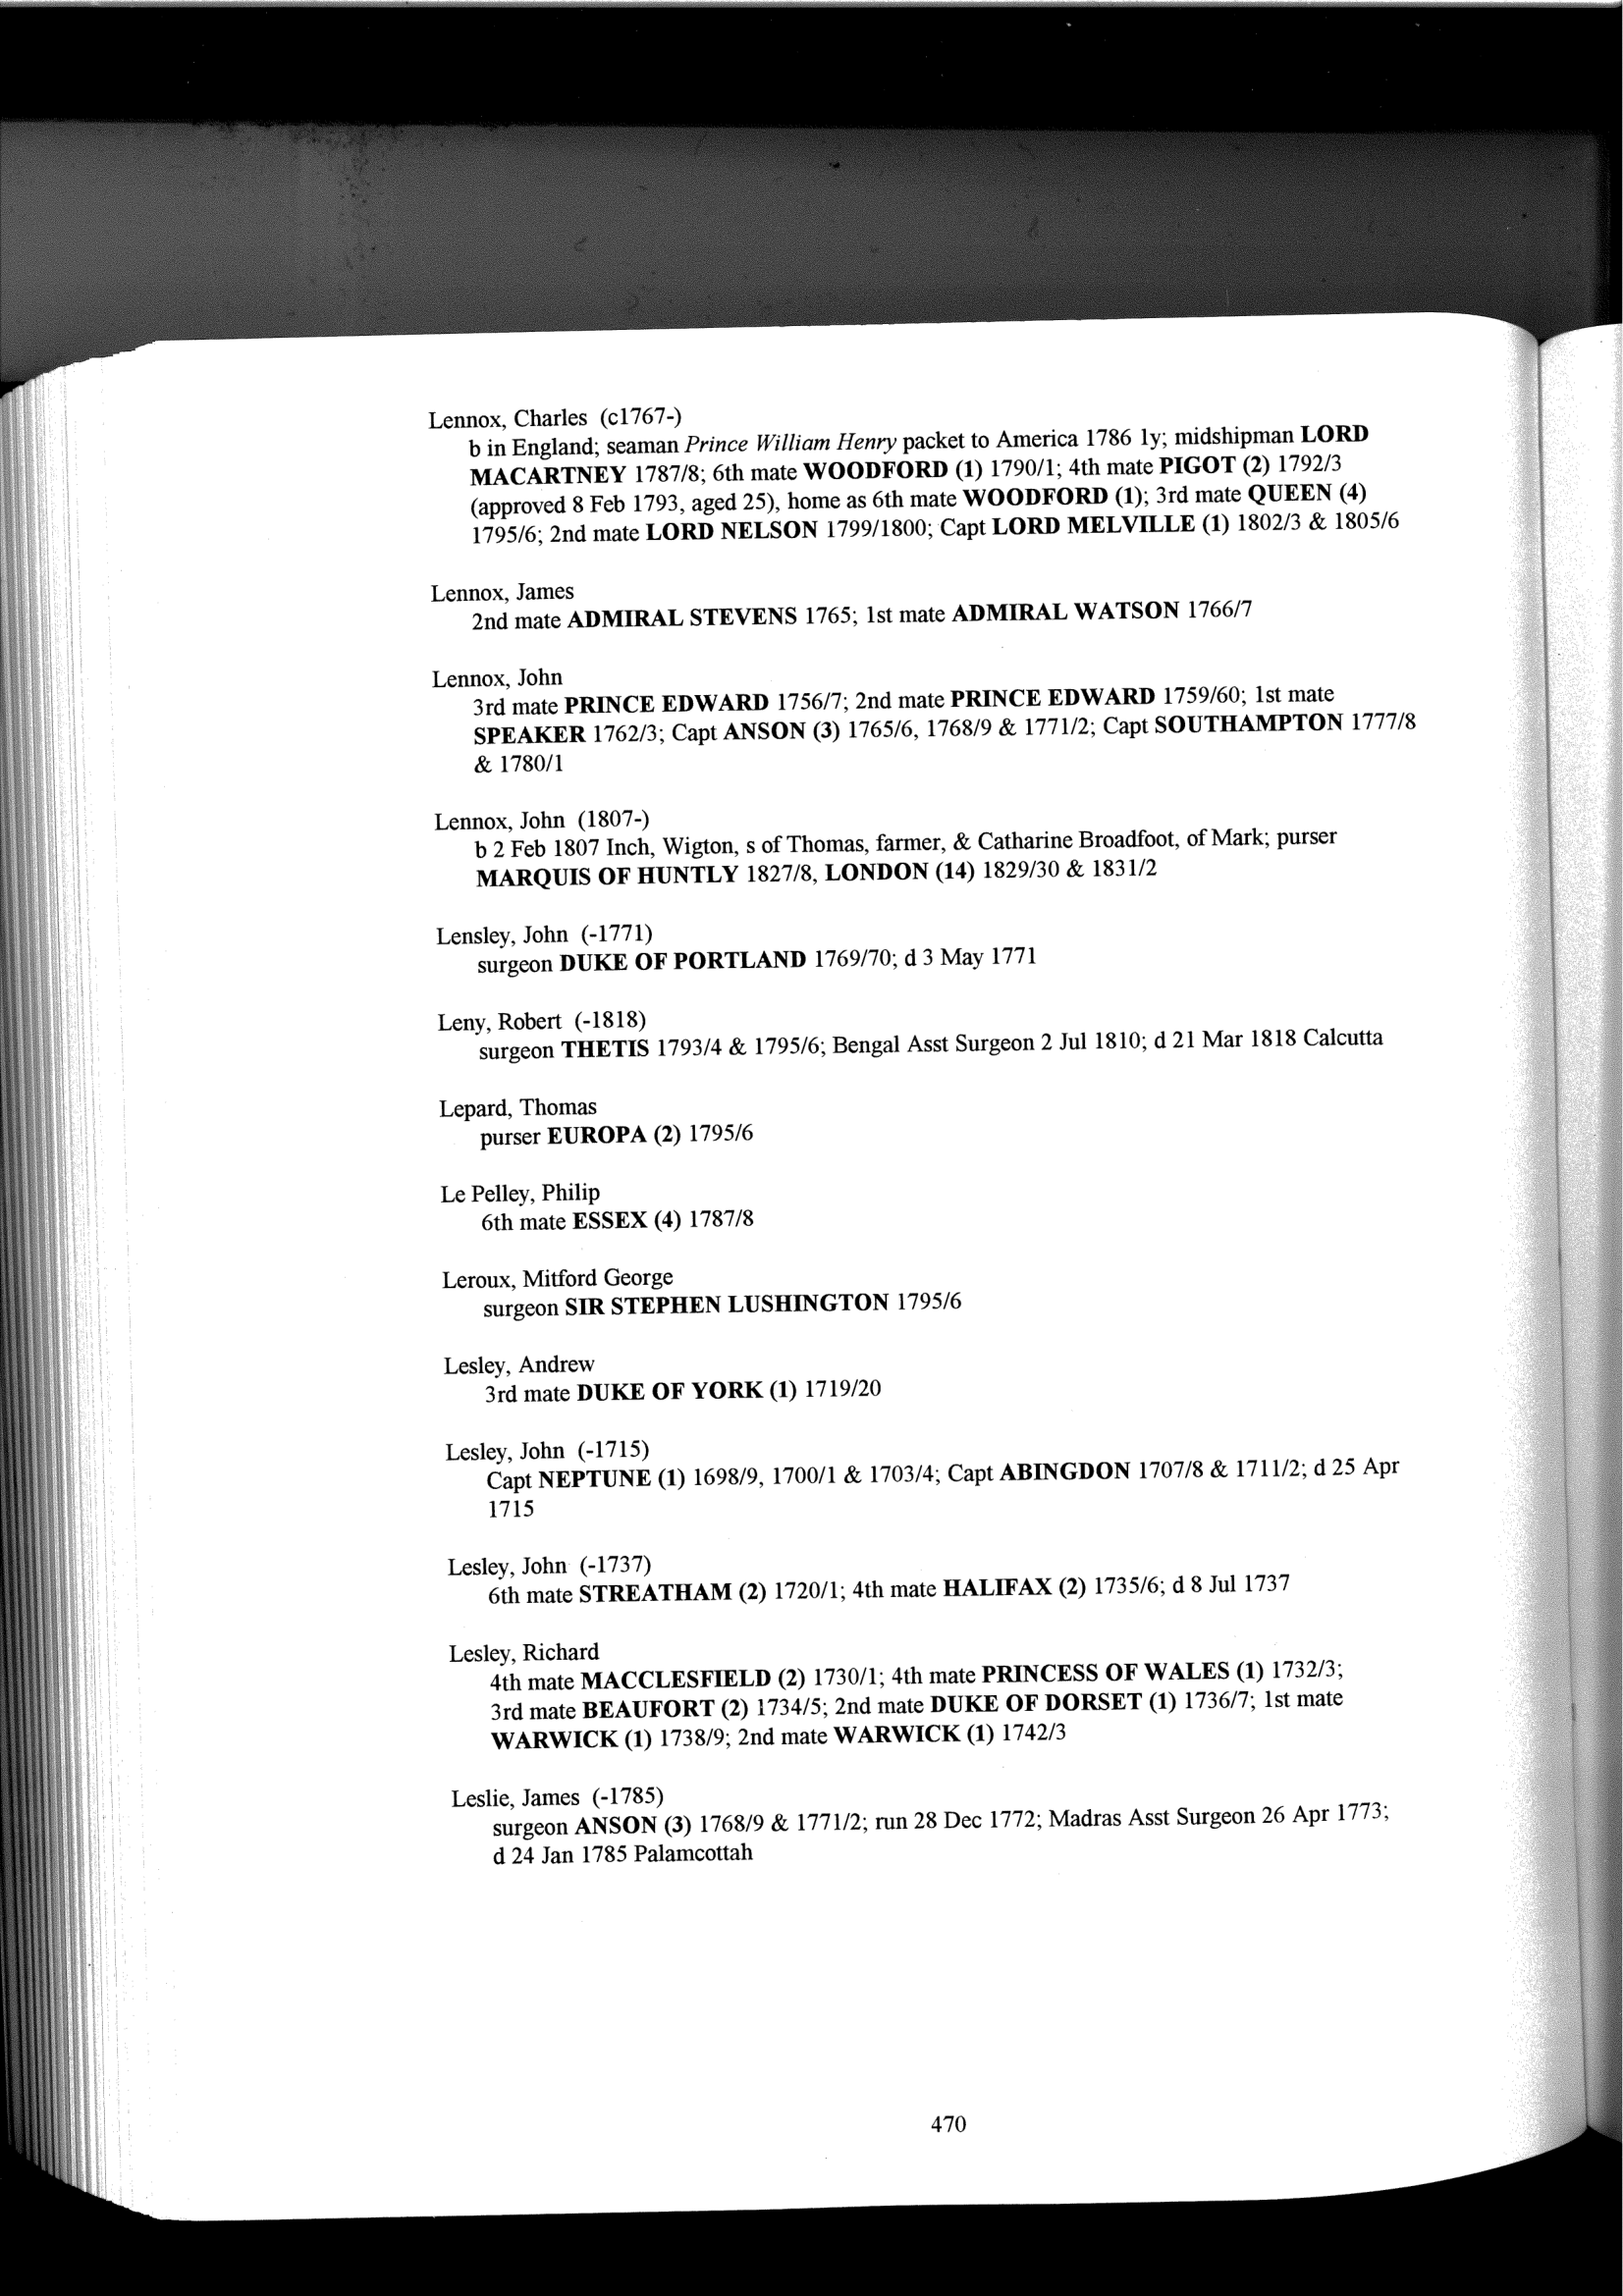 Lennox, Charles (c1767-)
b in England; seaman Prince William Henry packet to America 1786 1y; midshipman LORD
MACARTNEY 1787/8; 6th mate WOODFORD (1) 1790/1; 4th mate PIGOT (2) 1792/3
(approved 8 Feb 1793, aged 25), home as 6th mate WOODFORD (1); 3rd mate QUEEN (4)
1795/6; 2nd mate LORD NELSON 1799/1800; Capt LORD MELVILLE (1) 1802/3 & 1805/6
Lennox, James
2nd mate ADMIRAL STEVENS 1765; 1st mate ADMIRAL WATSON 1766/7
Lennox, John
3rd mate PRINCE EDWARD 1756/7; 2nd mate PRINCE EDWARD 1759/60; 1st mate
SPEAKER 1762/3; Capt ANSON (3) 1765/6, 1768/9 & 1771/2; Capt SOUTHAMPTON 1777/8
& 1780/1
Lennox, John (1807-)
b 2 Feb 1807 Inch, Wigton, s of Thomas, farmer, & Catharine Broadfoot, of Mark; purser
MARQUIS OF HUNTLY 1827/8, LONDON (14) 1829/30 & 1831/2
Lensley, John (-1771)
surgeon DUKE OF PORTLAND 1769/70; d 3 May 1771
Leny, Robert (-1818)
surgeon THETIS 1793/4 & 1795/6; Bengal Asst Surgeon 2 Jul 1810; d 21 Mar 1818 Calcutta
Lepard, Thomas
purser EUROPA (2) 1795/6
Le Pelley, Philip
6th mate ESSEX (4) 1787/8
Leroux, Mitford George
surgeon SIR STEPHEN LUSHINGTON 1795/6
Lesley, Andrew
3rd mate DUKE OF YORK (1) 1719/20
Lesley, John (-1715)
Capt NEPTUNE (1) 1698/9, 1700/1 & 1703/4; Capt ABINGDON 1707/8 & 1711/2; d 25 Apr
1715
Lesley, John (-1737)
6th mate STREATHAM (2) 1720/1; 4th mate HALIFAX (2) 1735/6; d 8 Jul 1737
Lesley, Richard
4th mate MACCLESFIELD (2) 1730/1; 4th mate PRINCESS OF WALES (1) 1732/3;
3rd mate BEAUFORT (2) 1734/5; 2nd mate DUKE OF DORSET (1) 1736/7; 1st mate
WARWICK (1) 1738/9; 2nd mate WARWICK (1) 1742/3
Leslie, James (-1785)
surgeon ANSON (3) 1768/9 & 1771/2; run 28 Dec 1772; Madras Asst Surgeon 26 Apr 1773;
d 24 Jan 1785 Palamcottah
470